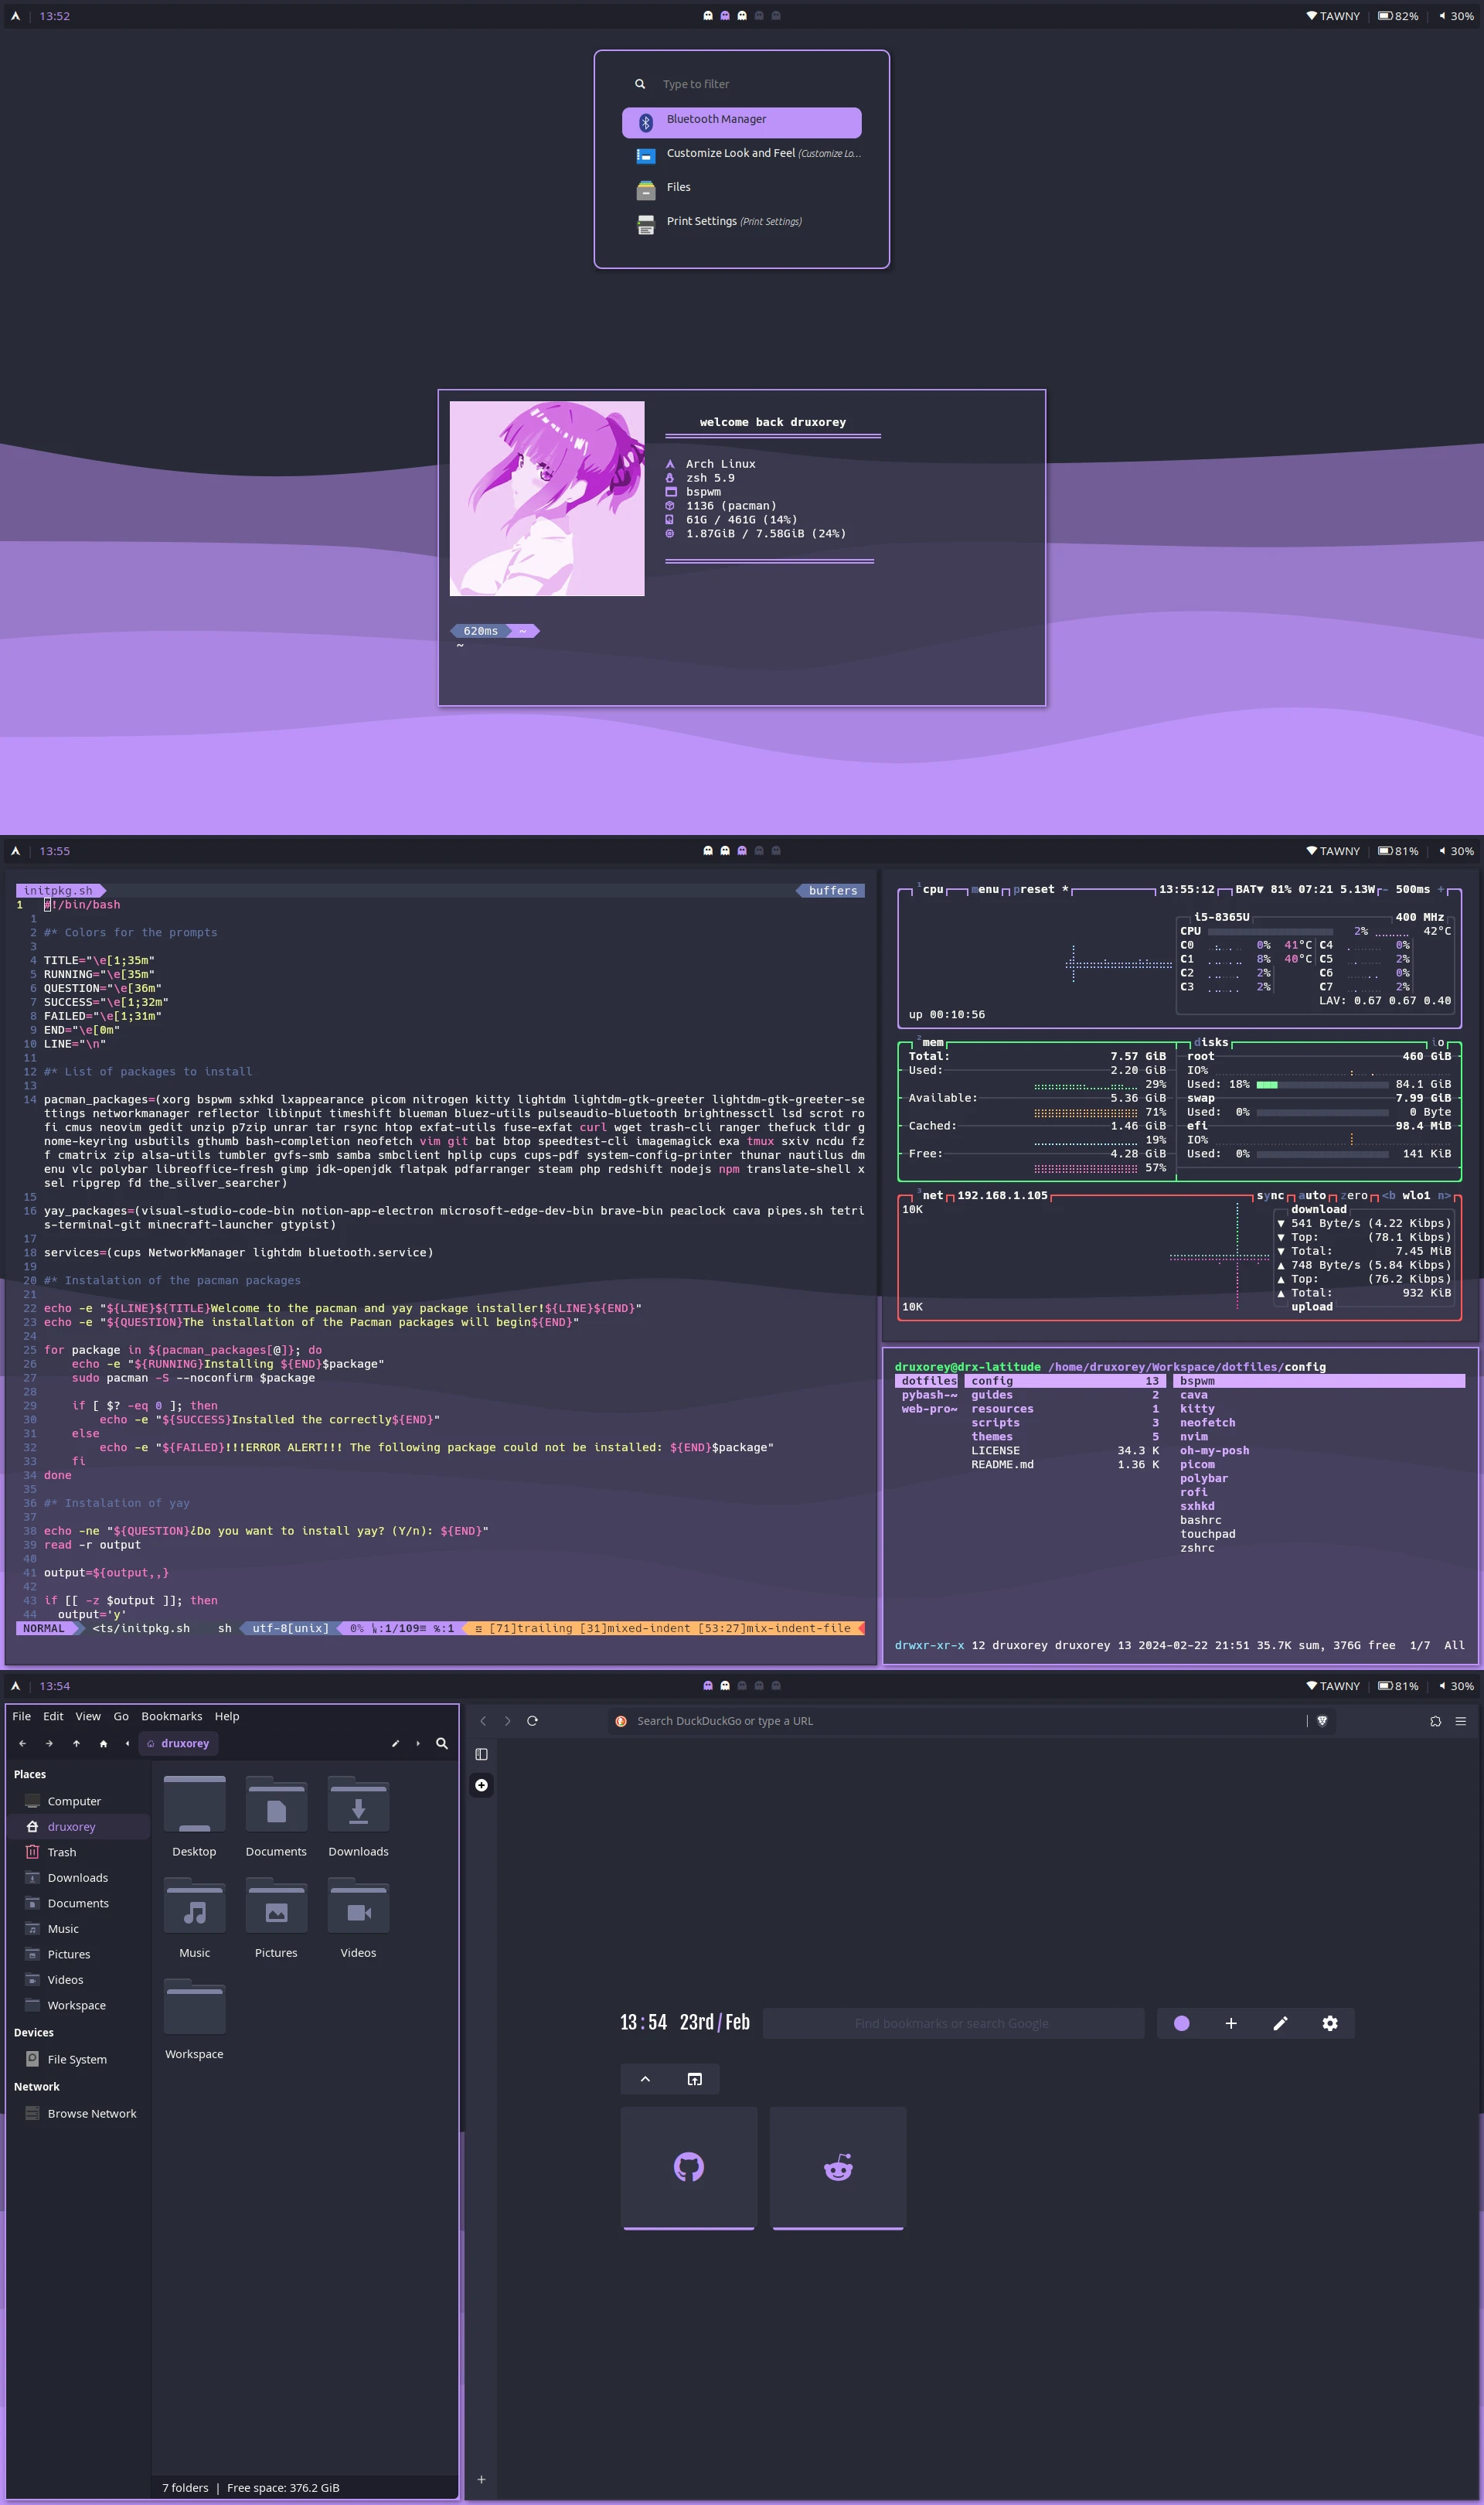 13:52
TAWNY 82% 30%
Type to filter
Bluetooth Manager
Customize Look and Feel (Customize Lo...
Files
Print Settings (Print Settings)
welcome back druxorey
Arch Linux
zsh 5.9
bspwm
1136 (pacman)
61G / 461G (14%)
1.87GiB / 7.58GiB (24%)
620ms ~
~
13:55
TAWNY 81% 30%
initpkg.sh buffers
1 #!/bin/bash
1
2 #* Colors for the prompts
3
4 TITLE="\e[1;35m"
5 RUNNING="\e[35m"
6 QUESTION="\e[36m"
7 SUCCESS="\e[1;32m"
8 FAILED="\e[1;31m"
9 END="\e[0m"
10 LINE="\n"
11
12 #* List of packages to install
13
14 pacman_packages=(xorg bspwm sxhkd lxappearance picom nitrogen kitty lightdm lightdm-gtk-greeter lightdm-gtk-greeter-se
ttings networkmanager reflector libinput timeshift blueman bluez-utils pulseaudio-bluetooth brightnessctl lsd scrot ro
fi cmus neovim gedit unzip p7zip unrar tar rsync htop exfat-utils fuse-exfat curl wget trash-cli ranger thefuck tldr g
nome-keyring usbutils gthumb bash-completion neofetch vim git bat btop speedtest-cli imagemagick exa tmux sxiv ncdu fz
f cmatrix zip alsa-utils tumbler gvfs-smb samba smbclient hplip cups cups-pdf system-config-printer thunar nautilus dm
enu vlc polybar libreoffice-fresh gimp jdk-openjdk flatpak pdfarranger steam php redshift nodejs npm translate-shell x
sel ripgrep fd the_silver_searcher)
15
16 yay_packages=(visual-studio-code-bin notion-app-electron microsoft-edge-dev-bin brave-bin peaclock cava pipes.sh tetri
s-terminal-git minecraft-launcher gtypist)
17
18 services=(cups NetworkManager lightdm bluetooth.service)
19
20 #* Instalation of the pacman packages
21
22 echo -e "${LINE}${TITLE}Welcome to the pacman and yay package installer!${LINE}${END}"
23 echo -e "${QUESTION}The installation of the Pacman packages will begin${END}"
24
25 for package in ${pacman_packages[@]}; do
26 echo -e "${RUNNING}Installing ${END}$package"
27 sudo pacman -S --noconfirm $package
28
29 if [ $? -eq 0 ]; then
30 echo -e "${SUCCESS}Installed the correctly${END}"
31 else
32 echo -e "${FAILED}!!!ERROR ALERT!!! The following package could not be installed: ${END}$package"
33 fi
34 done
35
36 #* Instalation of yay
37
38 echo -ne "${QUESTION}¿Do you want to install yay? (Y/n): ${END}"
39 read -r output
40
41 output=${output,,}
42
43 if [[ -z $output ]]; then
44 output='y'
NORMAL <ts/initpkg.sh sh utf-8[unix] 0% :1/109≡ ℅:1 [71]trailing [31]mixed-indent [53:27]mix-indent-file
1cpu menu preset * 13:55:12 BAT▼ 81% 07:21 5.13W - 500ms +
i5-8365U 400 MHz
CPU 2% 42°C
C0 0% 41°C C4 0%
C1 8% 40°C C5 2%
C2 2% C6 0%
C3 2% C7 2%
LAV: 0.67 0.67 0.40
up 00:10:56
2mem disks io
Total: 7.57 GiB root 460 GiB
Used: 2.20 GiB IO%
29% Used: 18% 84.1 GiB
swap 7.99 GiB
Available: 5.36 GiB
71% Used: 0% 0 Byte
Cached: 1.46 GiB efi 98.4 MiB
19% IO%
Free: 4.28 GiB Used: 0% 141 KiB
57%
3net 192.168.1.105 sync auto zero <b wlo1 n>
10K download
▼ 541 Byte/s (4.22 Kibps)
▼ Top: (78.1 Kibps)
▼ Total: 7.45 MiB
▲ 748 Byte/s (5.84 Kibps)
▲ Top: (76.2 Kibps)
▲ Total: 932 KiB
10K upload
druxorey@drx-latitude /home/druxorey/Workspace/dotfiles/config
dotfiles config 13 bspwm
pybash-~ guides 2 cava
web-pro~ resources 1 kitty
scripts 3 neofetch
themes 5 nvim
LICENSE 34.3 K oh-my-posh
README.md 1.36 K picom
polybar
rofi
sxhkd
bashrc
touchpad
zshrc
drwxr-xr-x 12 druxorey druxorey 13 2024-02-22 21:51 35.7K sum, 376G free 1/7 All
13:54
TAWNY 81% 30%
File Edit View Go Bookmarks Help
druxorey
Places
Computer
druxorey
Trash
Downloads
Documents
Music
Pictures
Videos
Workspace
Devices
File System
Network
Browse Network
Desktop Documents Downloads
Music Pictures Videos
Workspace
7 folders | Free space: 376.2 GiB
Search DuckDuckGo or type a URL
13:54 23rd/Feb Find bookmarks or search Google